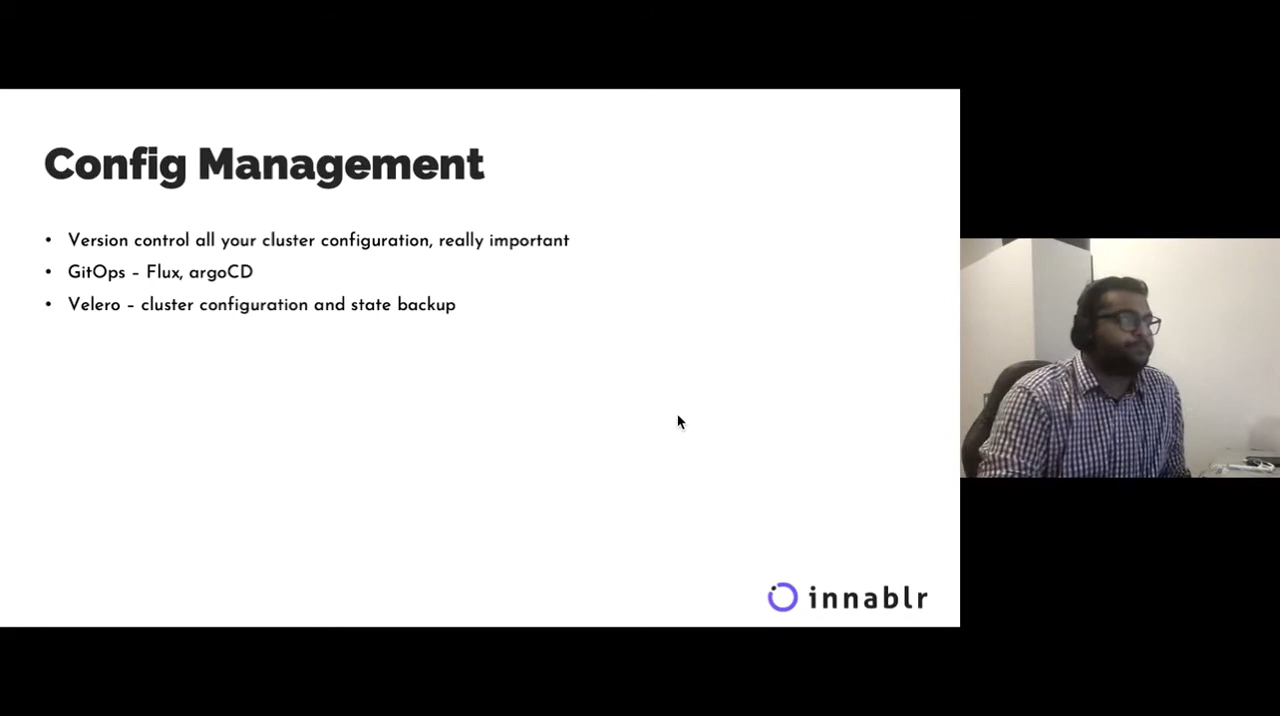 Config Management
• Version control all your cluster configuration, really important
• GitOps – Flux, argoCD
• Velero – cluster configuration and state backup
innablr